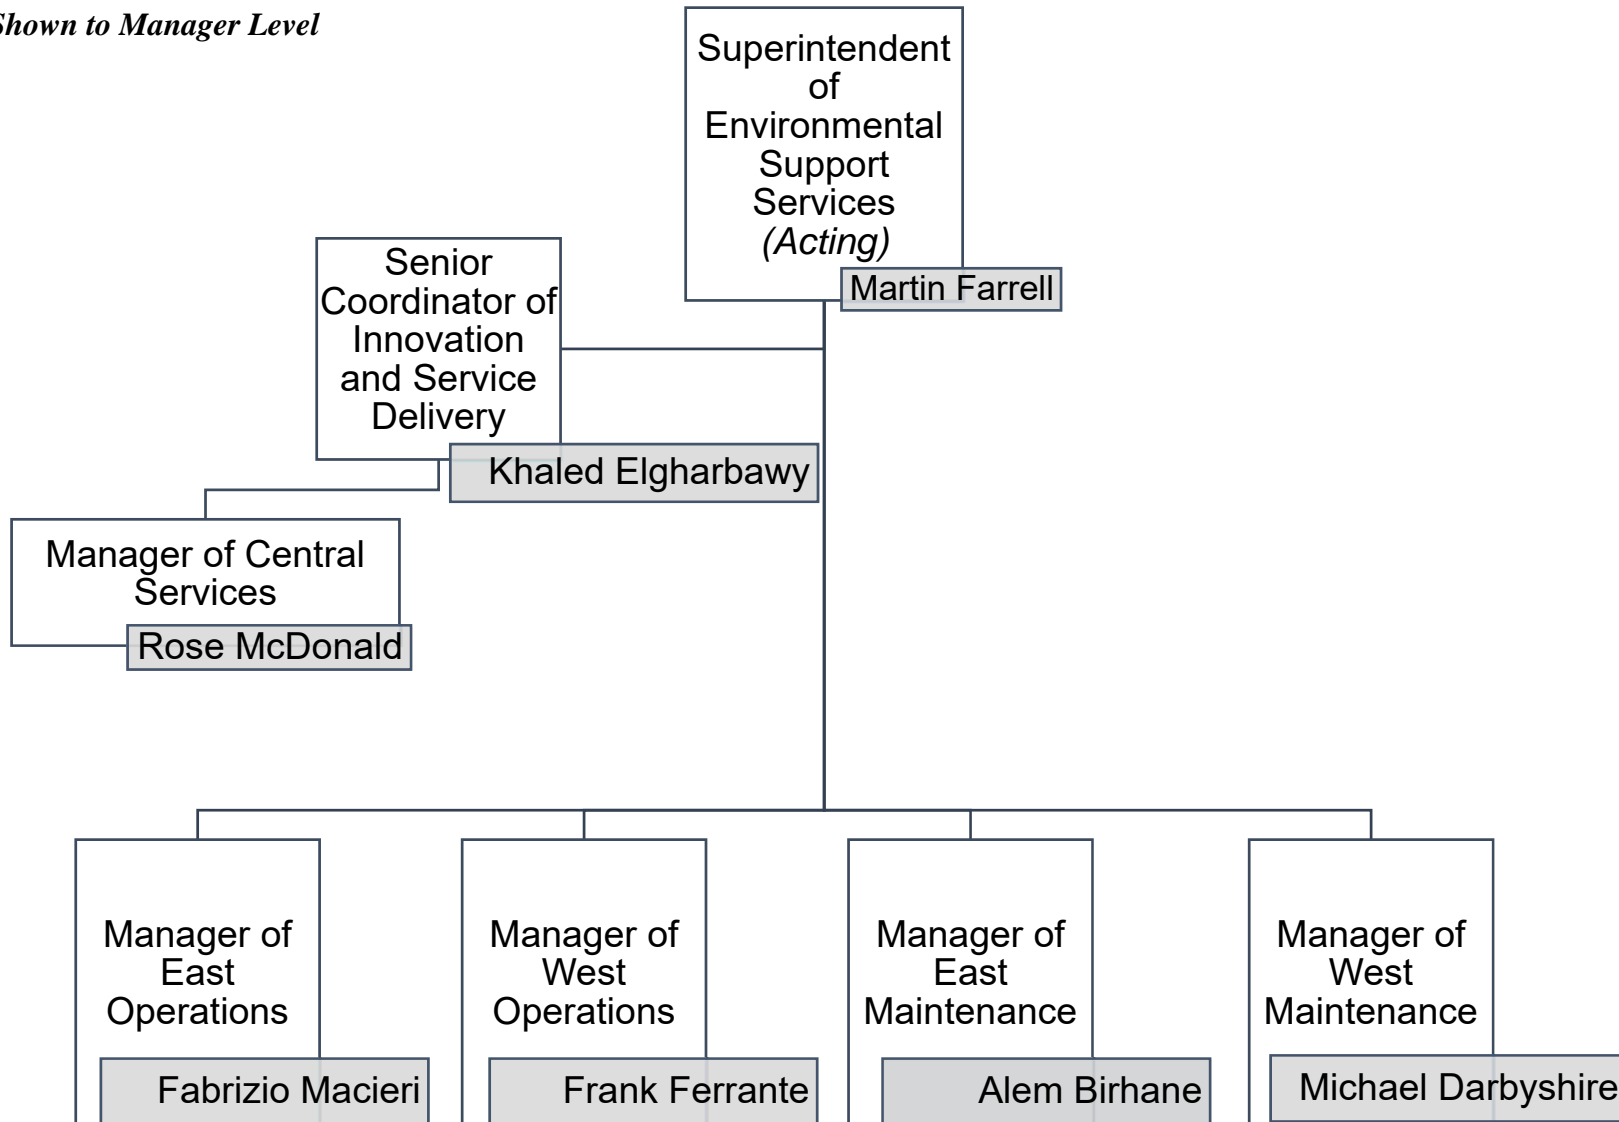 Shown to Manager Level
Superintendent
of
Environmental
Support
Services
(Acting)
Martin Farrell
Senior
Coordinator of
Innovation
and Service
Delivery
Khaled Elgharbawy
Manager of Central
Services
Rose McDonald
Manager of
East
Operations
Fabrizio Macieri
Manager of
West
Operations
Frank Ferrante
Manager of
East
Maintenance
Alem Birhane
Manager of
West
Maintenance
Michael Darbyshire